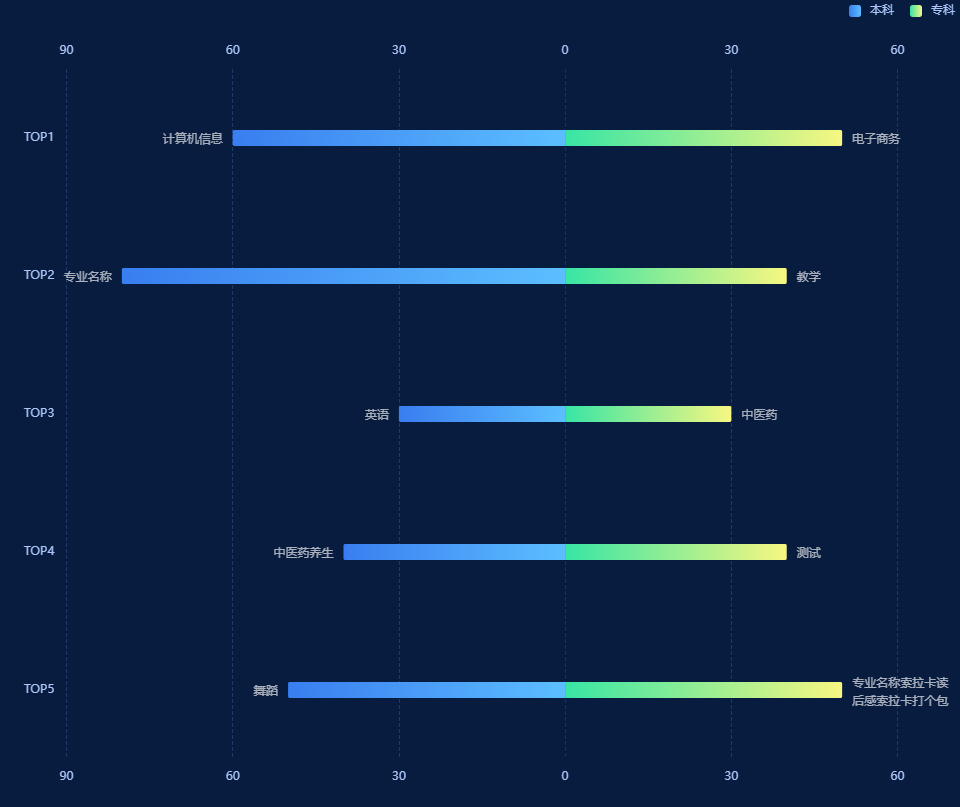 本科 专科
90 60 30 0 30 60
TOP1 计算机信息 电子商务
TOP2 专业名称 教学
TOP3 英语 中医药
TOP4 中医药养生 测试
TOP5 舞蹈 专业名称索拉卡读
后感索拉卡打个包
90 60 30 0 30 60